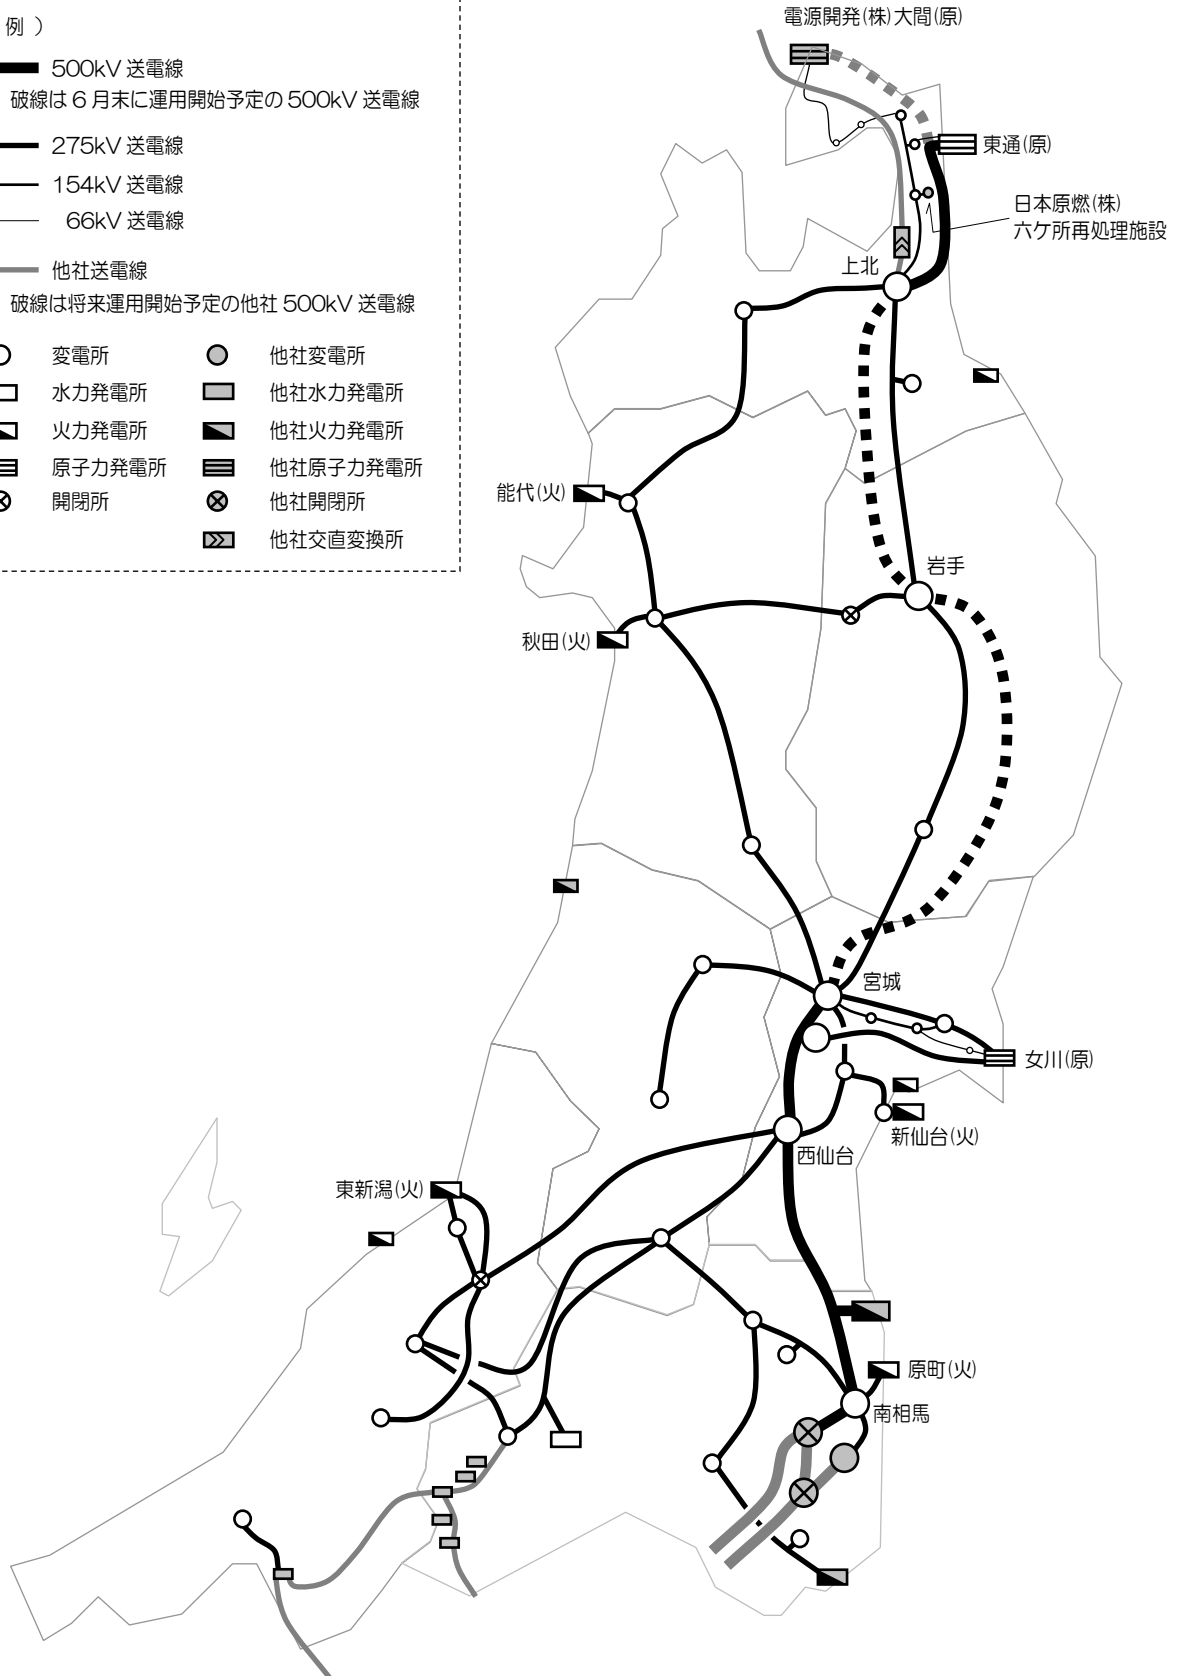 例 )
500kV 送電線
破線は 6 月末に運用開始予定の 500kV 送電線
275kV 送電線
154kV 送電線
66kV 送電線
他社送電線
破線は将来運用開始予定の他社 500kV 送電線
変電所 他社変電所
水力発電所 他社水力発電所
火力発電所 他社火力発電所
原子力発電所 他社原子力発電所
開閉所 他社開閉所
他社交直変換所
電源開発(株)大間(原)
東通(原)
日本原燃(株)
六ケ所再処理施設
上北
能代(火)
岩手
秋田(火)
宮城
女川(原)
新仙台(火)
西仙台
東新潟(火)
原町(火)
南相馬